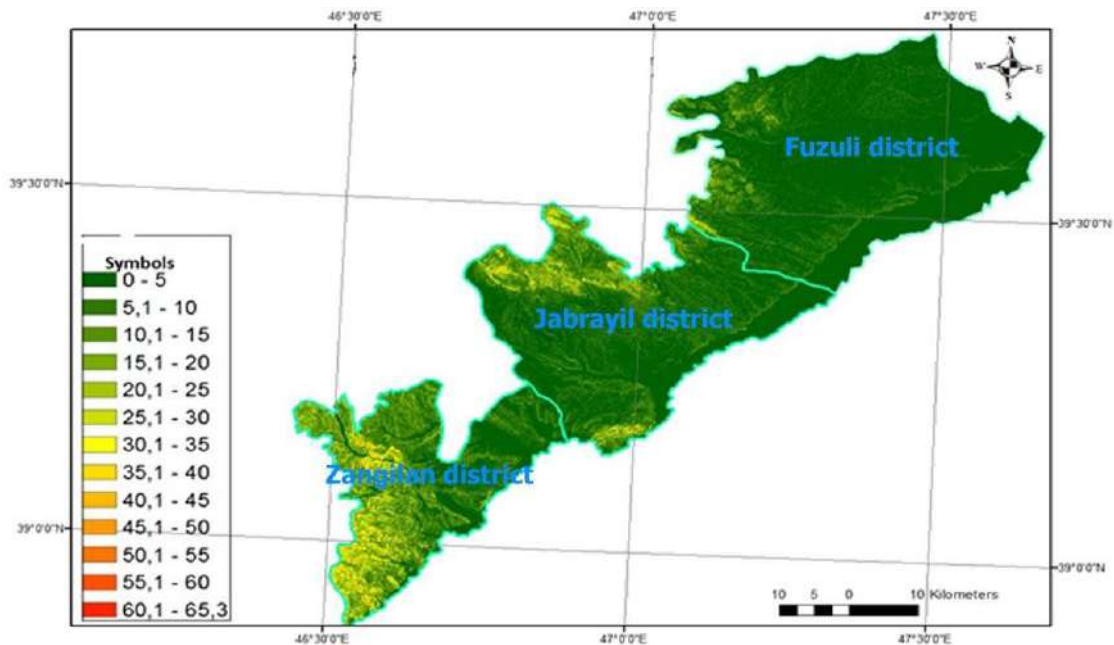 46°30'0"E
47°0'0"E
47°30'0"E
N
W
E
S
Fuzuli district
39°30'0"N
39°30'0"N
Symbols
0 - 5
5,1 - 10
10,1 - 15
15,1 - 20
20,1 - 25
25,1 - 30
30,1 - 35
35,1 - 40
40,1 - 45
45,1 - 50
50,1 - 55
55,1 - 60
60,1 - 65,3
Jabrayil district
Zangilan district
39°0'0"N
39°0'0"N
10 5 0 10 Kilometers
46°30'0"E
47°0'0"E
47°30'0"E